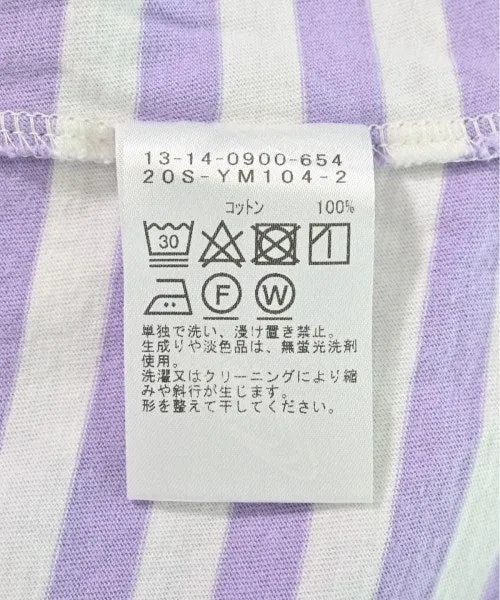 13-14-0900-654
20S-YM104-2
コットン 100%
30
F W
単独で洗い、浸け置き禁止。
生成りや淡色品は、無蛍光洗剤
使用。
洗濯又はクリーニングにより縮
みや斜行が生じます。
形を整えて干してください。